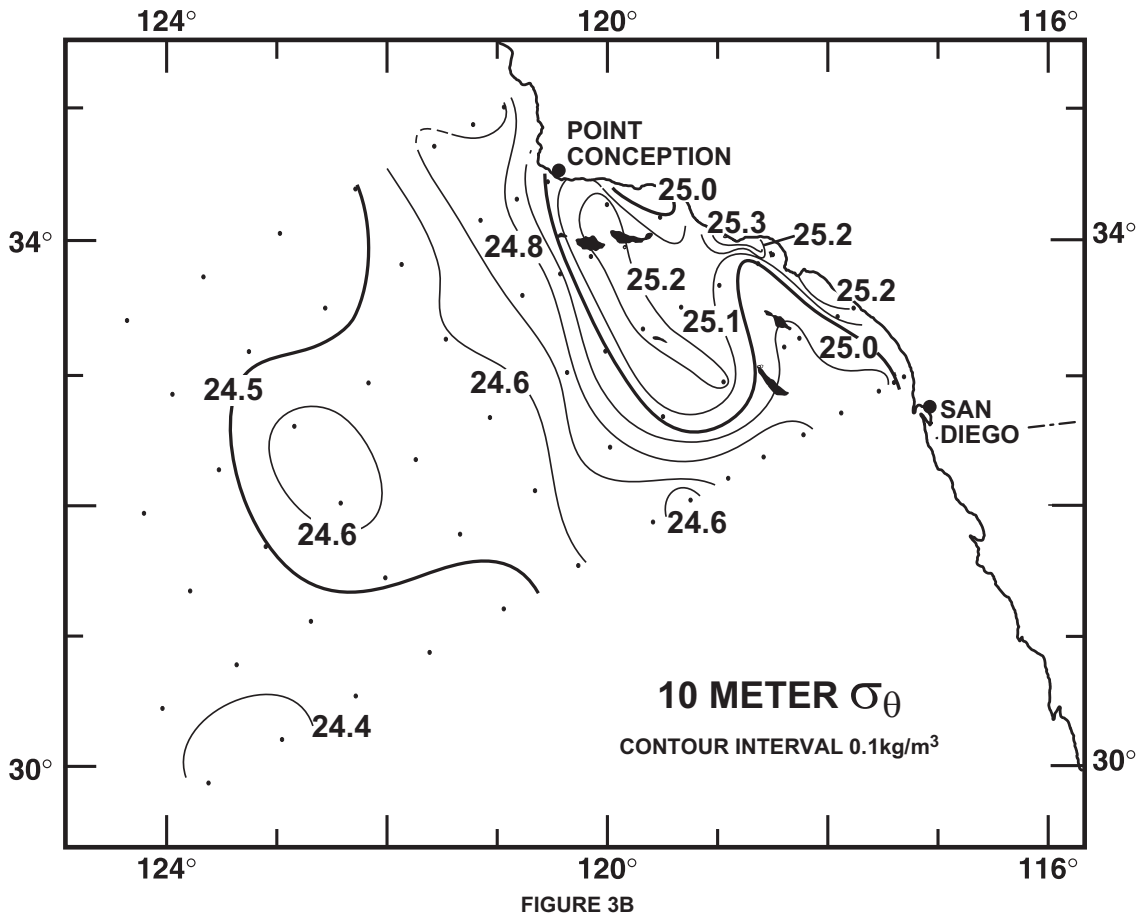 124° 120° 116°
POINT
CONCEPTION
25.0
25.3
25.2
34° 24.8 34°
25.2
25.2
25.1
25.0
24.5 24.6
SAN
DIEGO
24.6 24.6
10 METER σθ
24.4
CONTOUR INTERVAL 0.1kg/m³
30° 30°
124° 120° 116°
FIGURE 3B